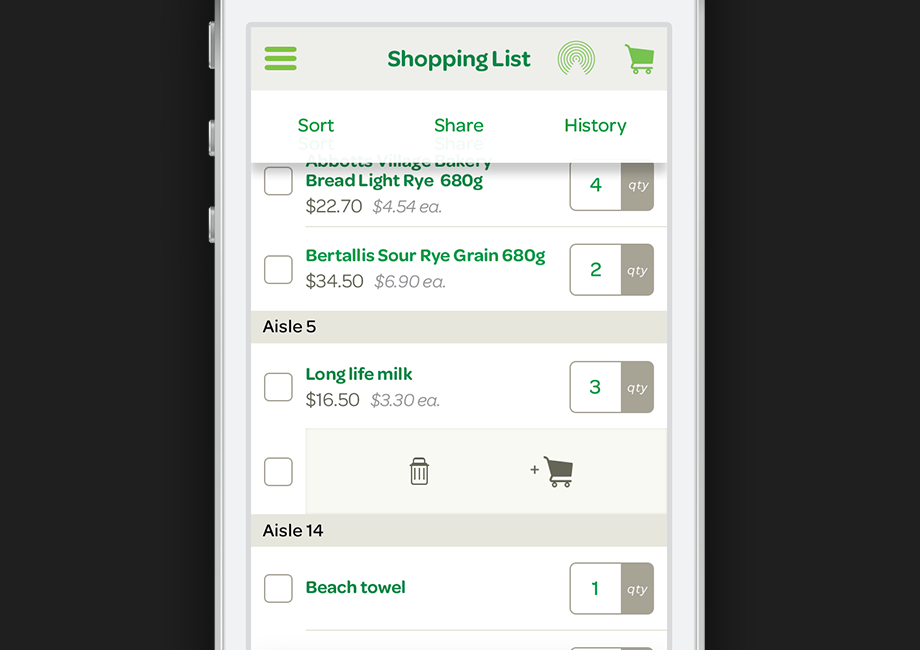 Shopping List
Sort Share History
Sort Share
Abbotts Village Bakery
Bread Light Rye 680g
4 qty
$22.70 $4.54 ea.
Bertallis Sour Rye Grain 680g
2 qty
$34.50 $6.90 ea.
Aisle 5
Long life milk
3 qty
$16.50 $3.30 ea.
+
Aisle 14
Beach towel
1 qty